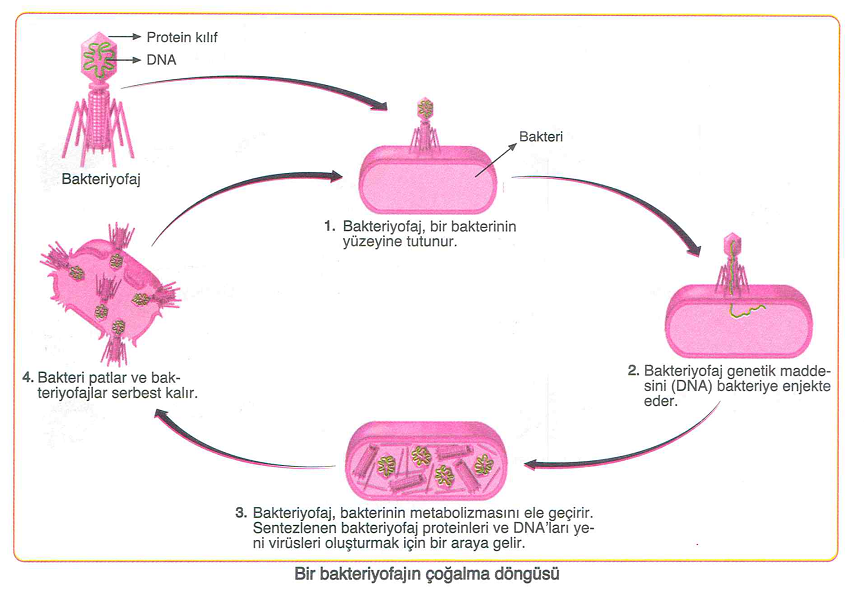 Protein kılıf
DNA
Bakteriyofaj
Bakteri
1. Bakteriyofaj, bir bakterinin
yüzeyine tutunur.
2. Bakteriyofaj genetik madde-
sini (DNA) bakteriye enjekte
eder.
3. Bakteriyofaj, bakterinin metabolizmasını ele geçirir.
Sentezlenen bakteriyofaj proteinleri ve DNA'ları ye-
ni virüsleri oluşturmak için bir araya gelir.
4. Bakteri patlar ve bak-
teriyofajlar serbest kalır.
Bir bakteriyofajın çoğalma döngüsü